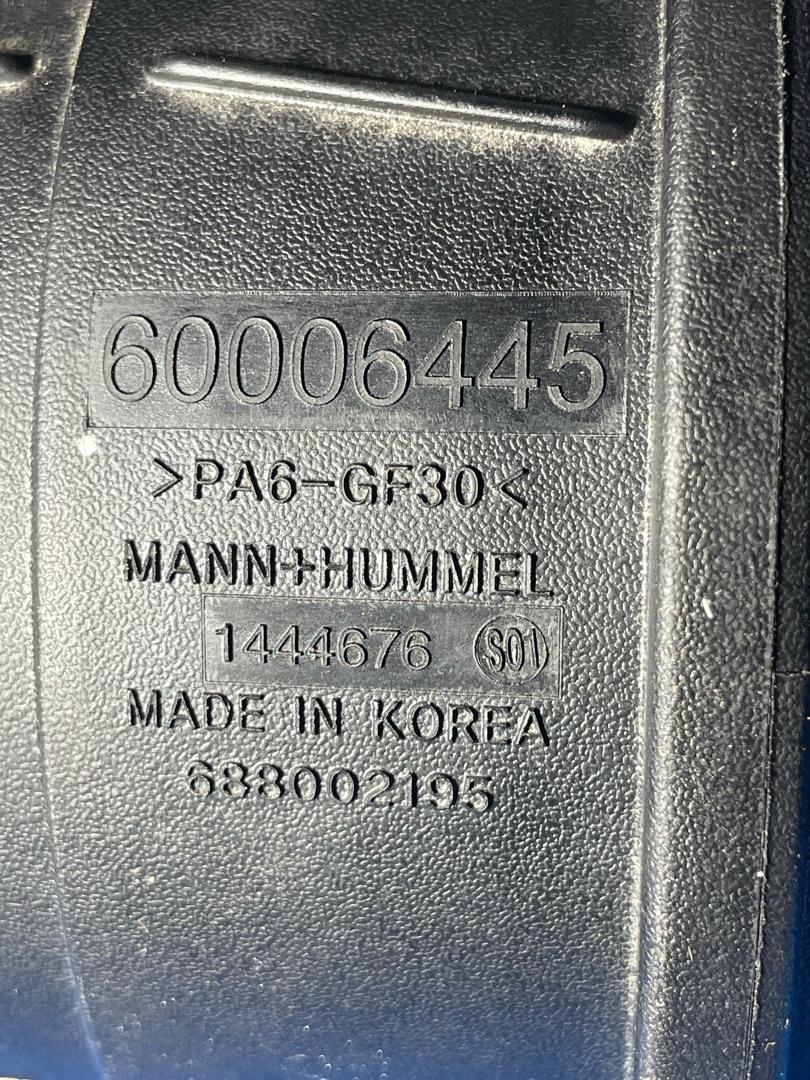 60006445
>PA6-GF30<
MANN+HUMMEL
1444676 S01
MADE IN KOREA
688002195